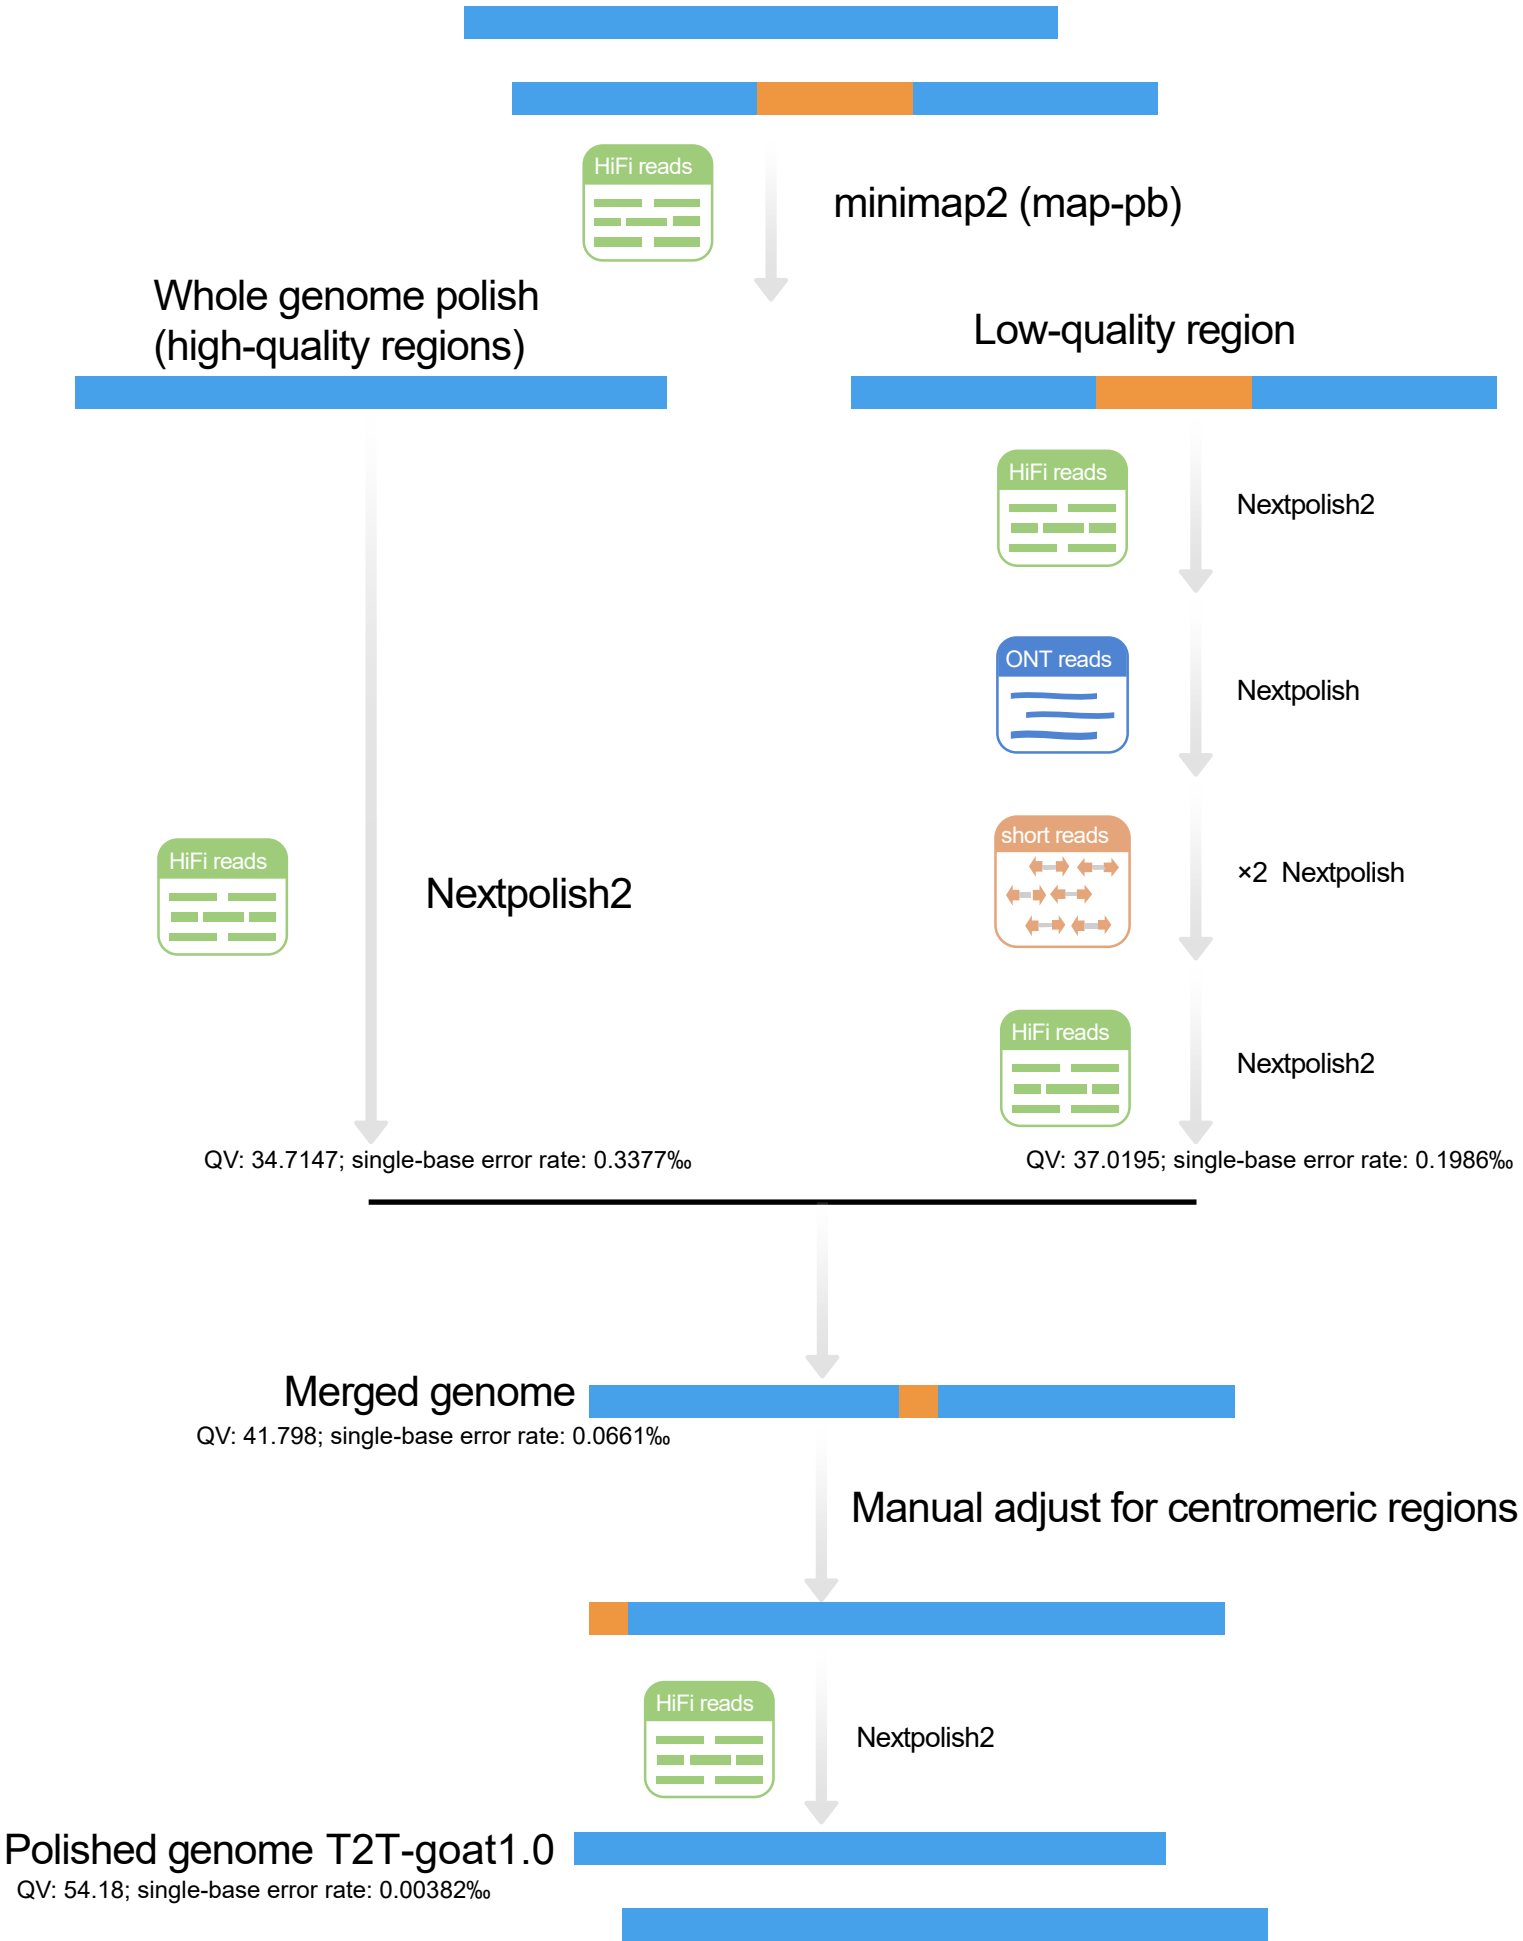 HiFi reads
minimap2 (map-pb)
Whole genome polish
(high-quality regions)
Low-quality region
HiFi reads
Nextpolish2
ONT reads
Nextpolish
short reads
×2 Nextpolish
HiFi reads
Nextpolish2
HiFi reads
Nextpolish2
QV: 34.7147; single-base error rate: 0.3377‰
QV: 37.0195; single-base error rate: 0.1986‰
Merged genome
QV: 41.798; single-base error rate: 0.0661‰
Manual adjust for centromeric regions
HiFi reads
Nextpolish2
Polished genome T2T-goat1.0
QV: 54.18; single-base error rate: 0.00382‰